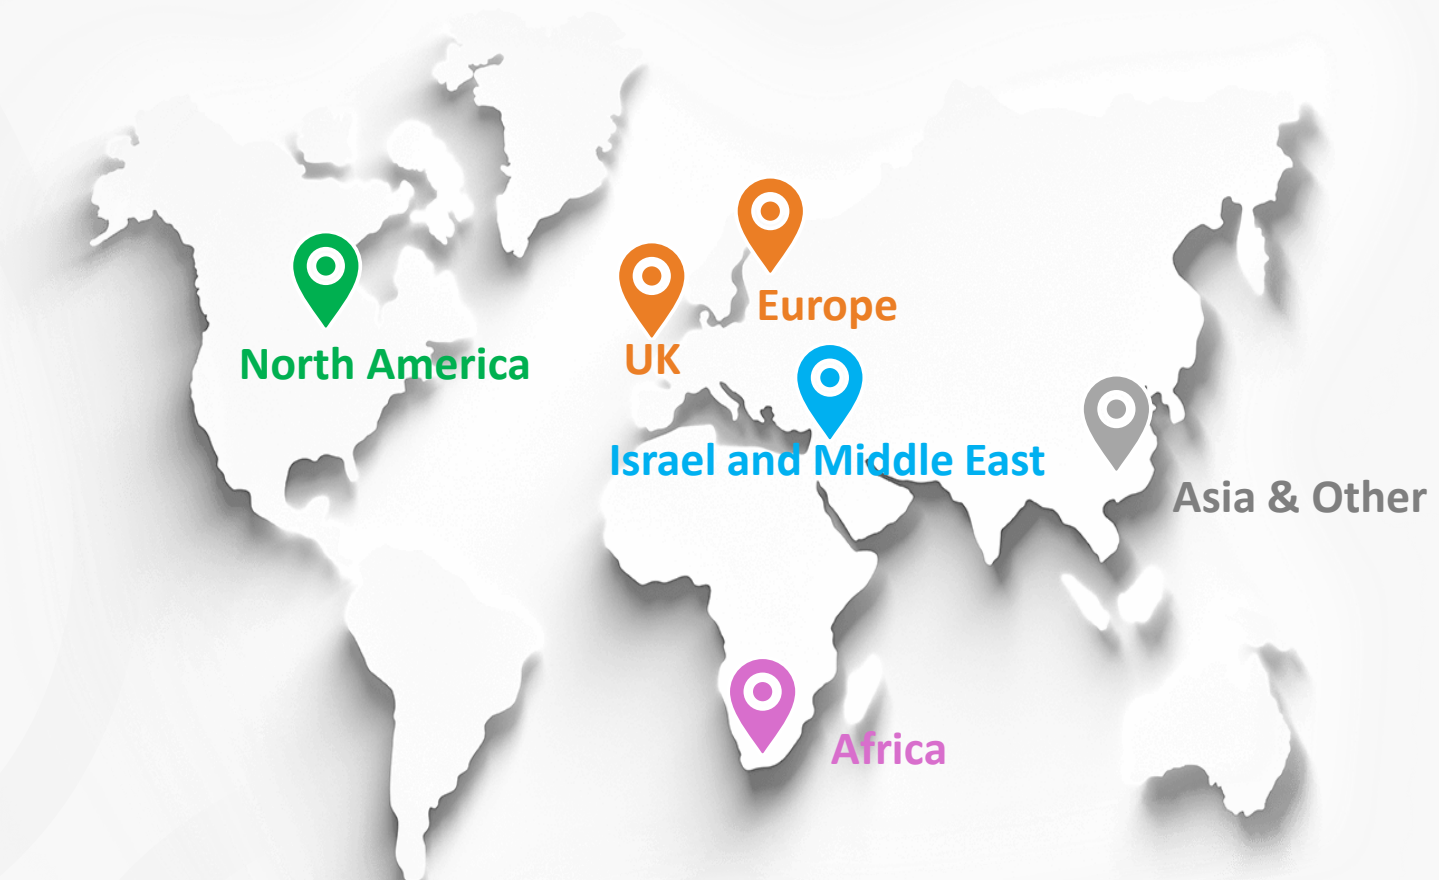 Europe
UK
North America
Israel and Middle East
Asia & Other
Africa